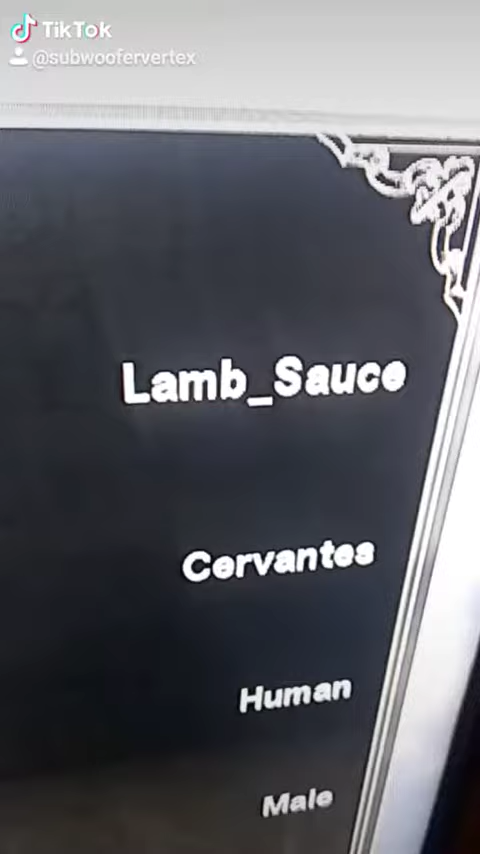 TikTok
@subwoofervertex
Lamb_Sauce
Cervantes
Human
Male